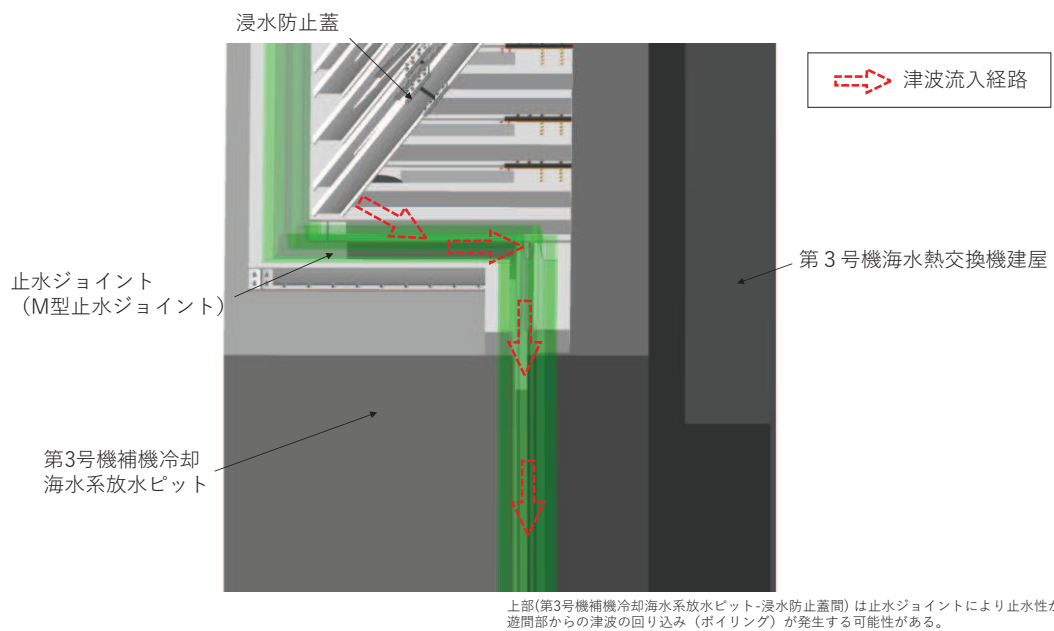 浸水防止蓋
津波流入経路
第３号機海水熱交換機建屋
止水ジョイント
（M型止水ジョイント）
第3号機補機冷却
海水系放水ピット
上部(第3号機補機冷却海水系放水ピット-浸水防止蓋間) は止水ジョイントにより止水性が
遊間部からの津波の回り込み（ボイリング）が発生する可能性がある。